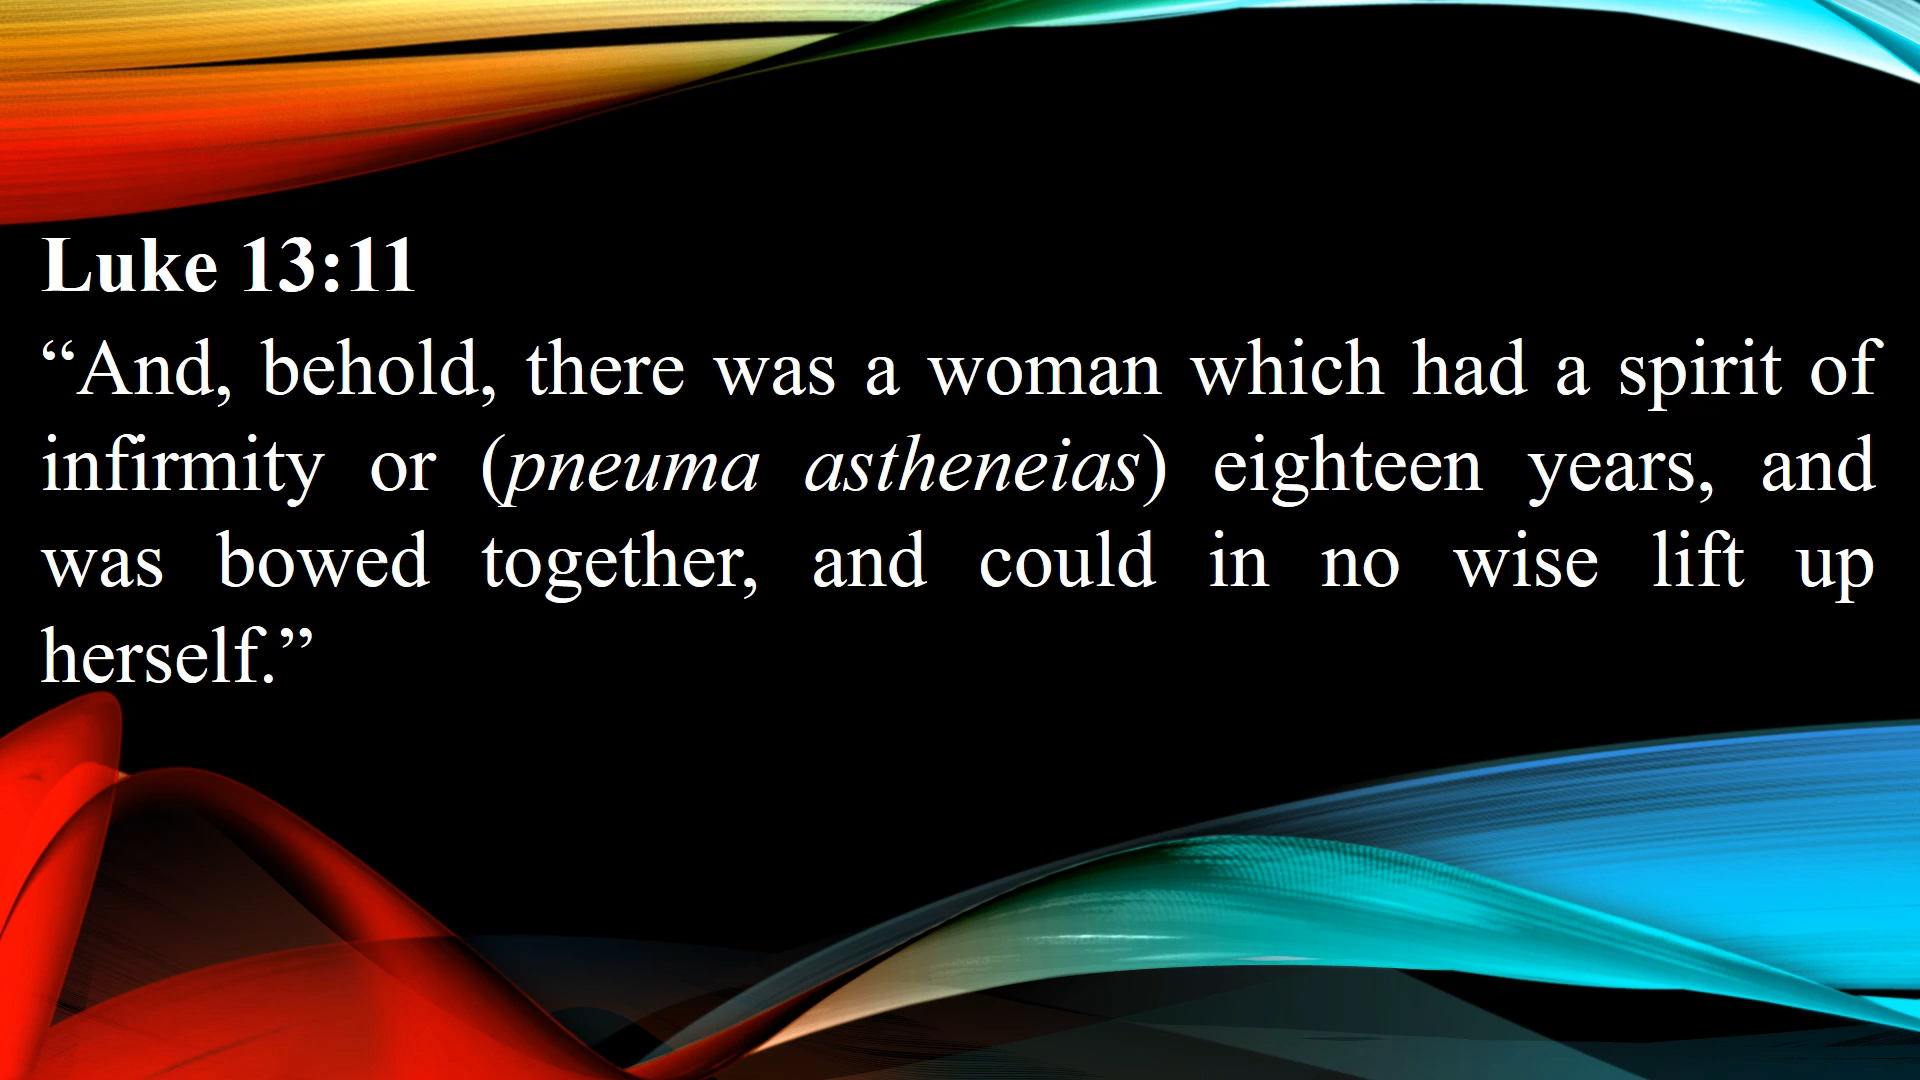 Luke 13:11
“And, behold, there was a woman which had a spirit of
infirmity or (pneuma astheneias) eighteen years, and
was bowed together, and could in no wise lift up
herself.”